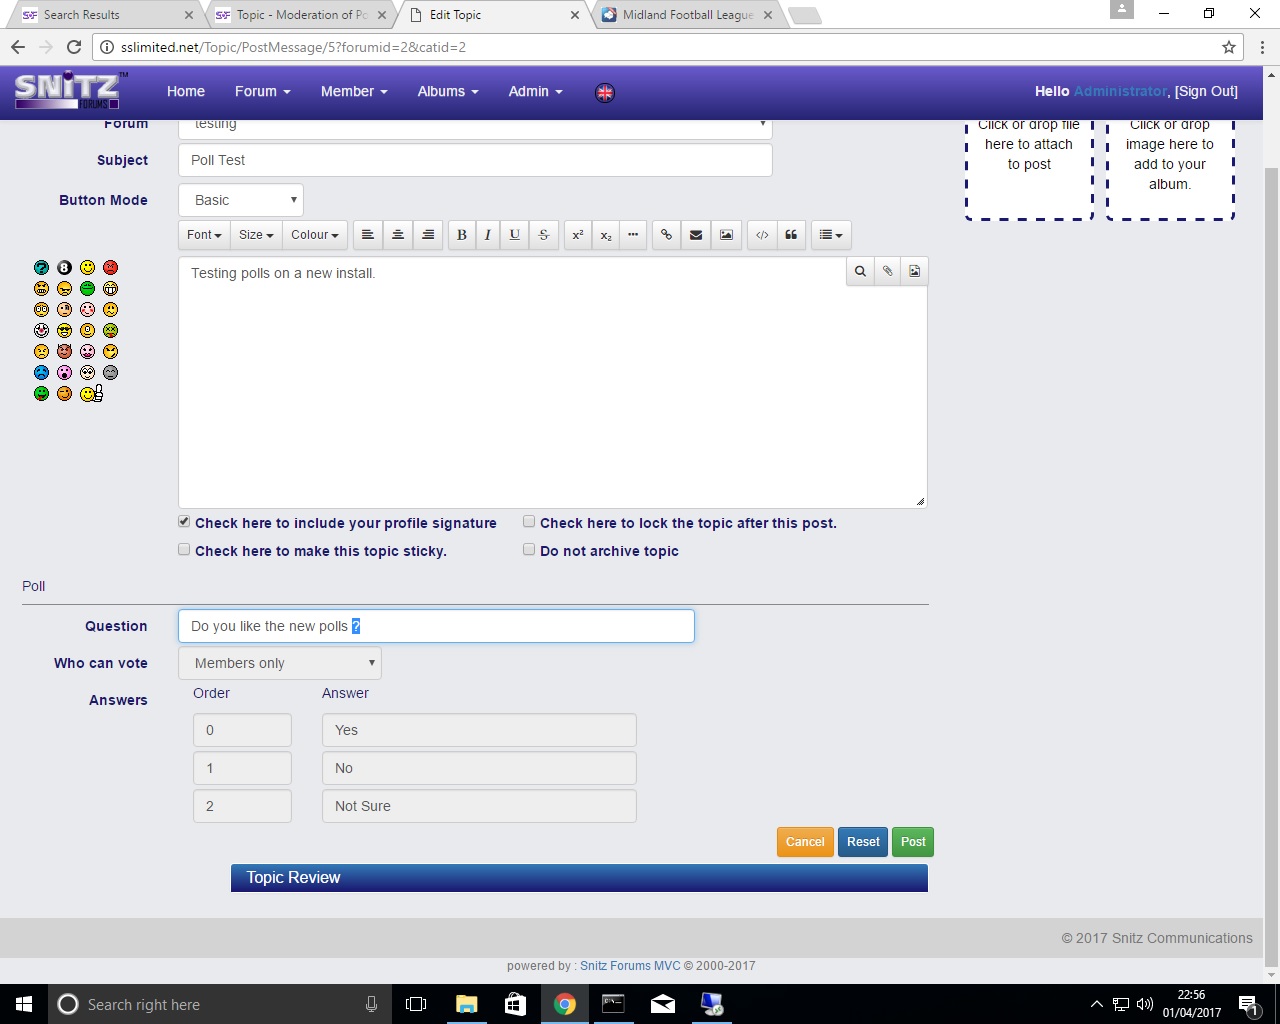 Search Results
Topic - Moderation of Po
Edit Topic
Midland Football League
sslimited.net/Topic/PostMessage/5?forumid=2&catid=2
SNiTZ™
FORUMS
Home
Forum
Member
Albums
Admin
Hello Administrator, [Sign Out]
Forum
testing
Click or drop file
here to attach
to post
Click or drop
image here to
add to your
album.
Subject
Poll Test
Button Mode
Basic
Font
Size
Colour
B
I
U
S
x²
x₂
Testing polls on a new install.
Check here to include your profile signature
Check here to lock the topic after this post.
Check here to make this topic sticky.
Do not archive topic
Poll
Question
Do you like the new polls ?
Who can vote
Members only
Answers
Order
Answer
0
Yes
1
No
2
Not Sure
Cancel
Reset
Post
Topic Review
© 2017 Snitz Communications
powered by : Snitz Forums MVC © 2000-2017
Search right here
22:56
01/04/2017
1